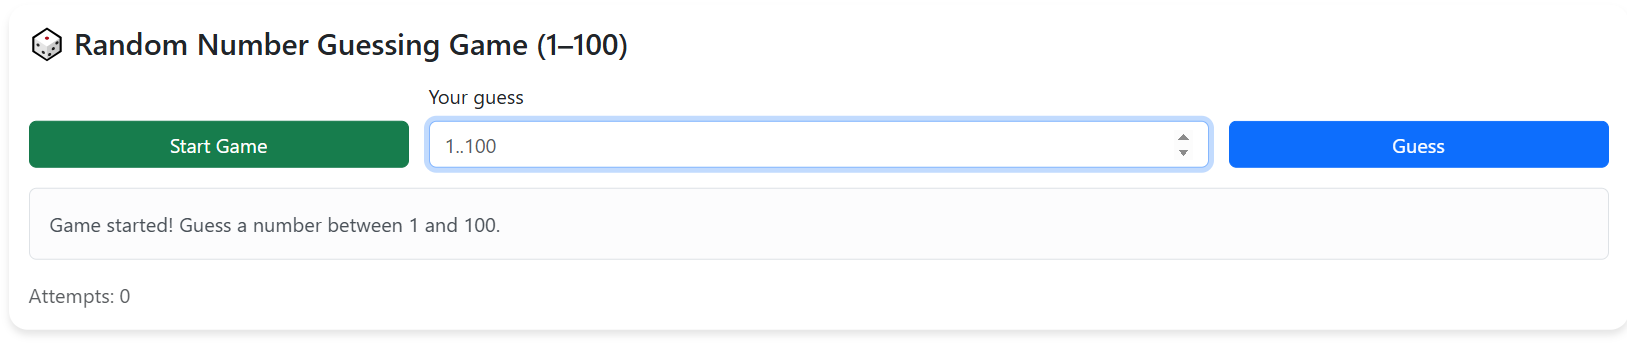 Random Number Guessing Game (1–100)
Your guess
Start Game
1..100
Guess
Game started! Guess a number between 1 and 100.
Attempts: 0